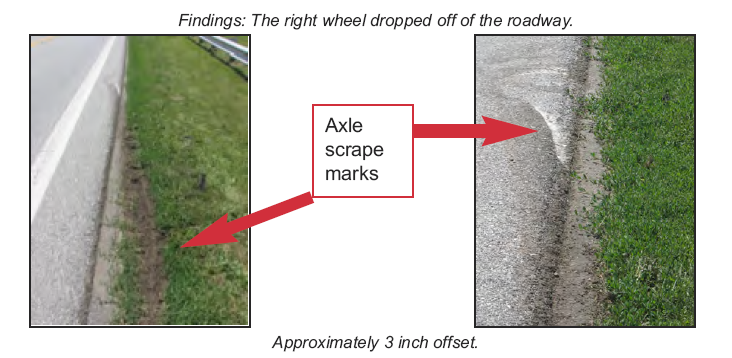 Findings: The right wheel dropped off of the roadway.
Axle
scrape
marks
Approximately 3 inch offset.